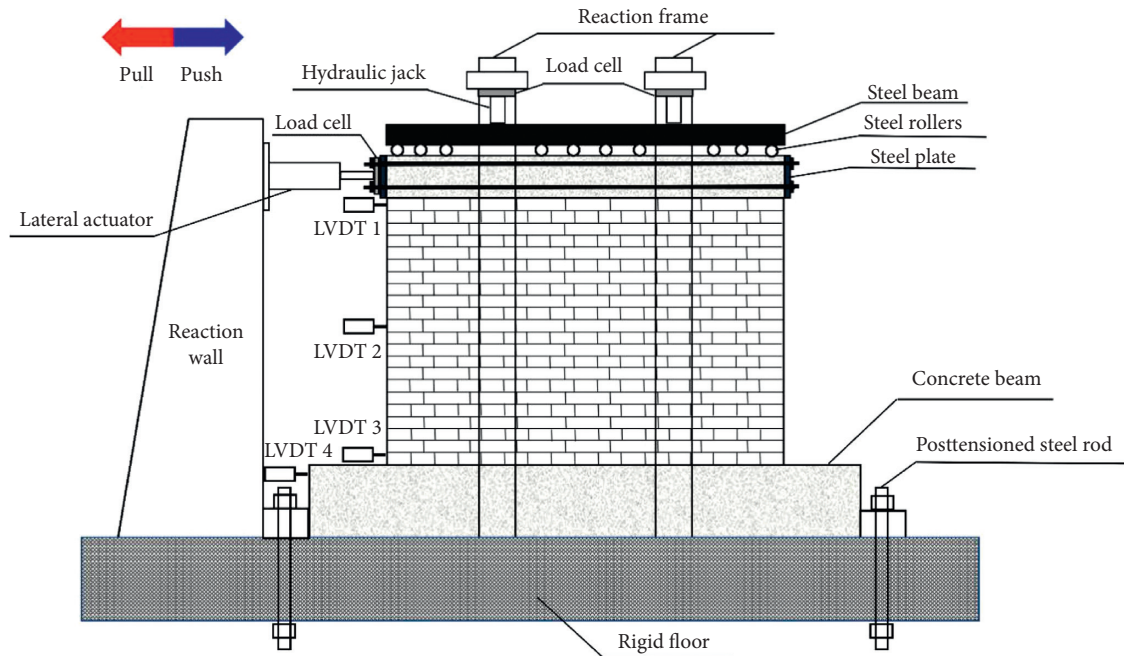 Reaction frame
Pull
Push
Hydraulic jack
Load cell
Steel beam
Load cell
Steel rollers
Steel plate
Lateral actuator
LVDT 1
Reaction
wall
LVDT 2
Concrete beam
LVDT 3
LVDT 4
Posttensioned steel rod
Rigid floor